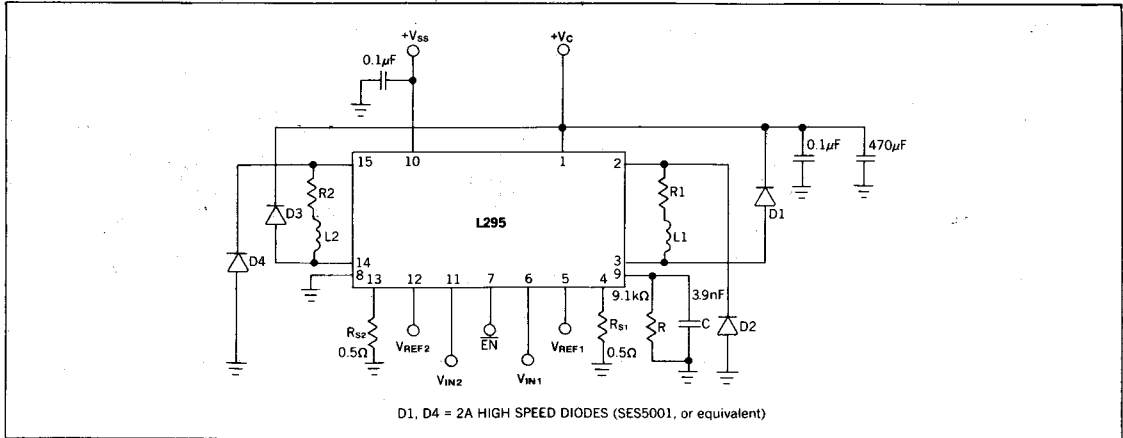 +Vss
+Vc
0.1μF
15
10
1
2
0.1μF
470μF
R2
R1
D3
L295
D1
L2
L1
D4
14
3
8
9
13
12
11
7
6
5
4
9.1kΩ
3.9nF
RS2
RS1
R
C
D2
0.5Ω
VREF2
EN
VREF1
0.5Ω
VIN2
VIN1
D1, D4 = 2A HIGH SPEED DIODES (SES5001, or equivalent)